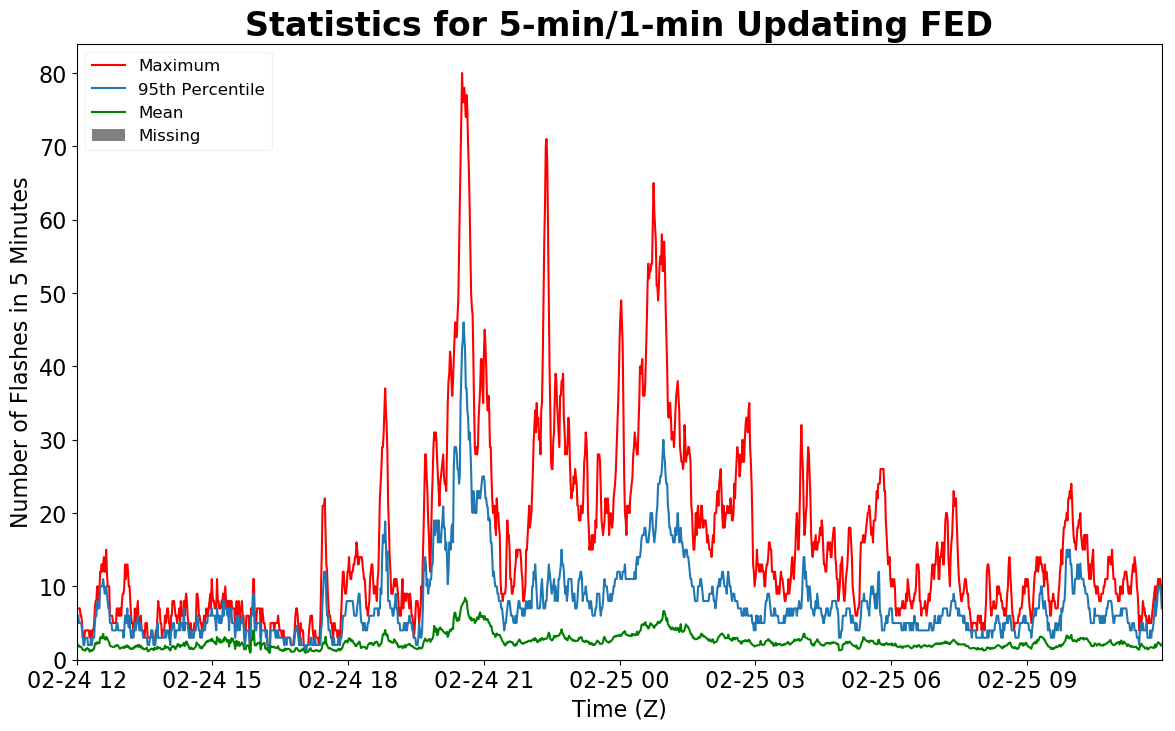 Statistics for 5-min/1-min Updating FED
Maximum
95th Percentile
Mean
Missing
Number of Flashes in 5 Minutes
80
70
60
50
40
30
20
10
0
02-24 12
02-24 15
02-24 18
02-24 21
02-25 00
02-25 03
02-25 06
02-25 09
Time (Z)